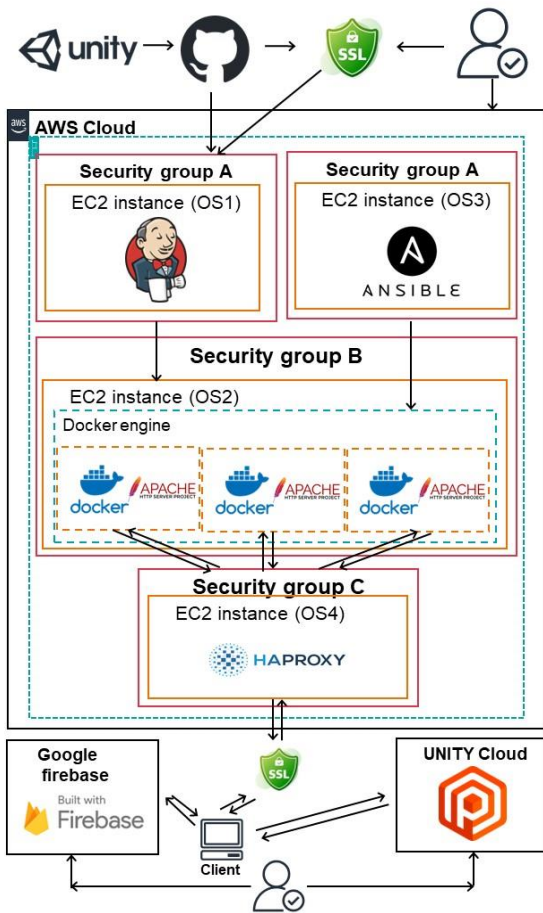 unity
SSL
aws
AWS Cloud
Security group A
EC2 instance (OS1)
Security group A
EC2 instance (OS3)
ANSIBLE
Security group B
EC2 instance (OS2)
Docker engine
docker
APACHE
HTTP SERVER PROJECT
docker
APACHE
HTTP SERVER PROJECT
docker
APACHE
HTTP SERVER PROJECT
Security group C
EC2 instance (OS4)
HAPROXY
Google
firebase
Built with
Firebase
SSL
Client
UNITY Cloud